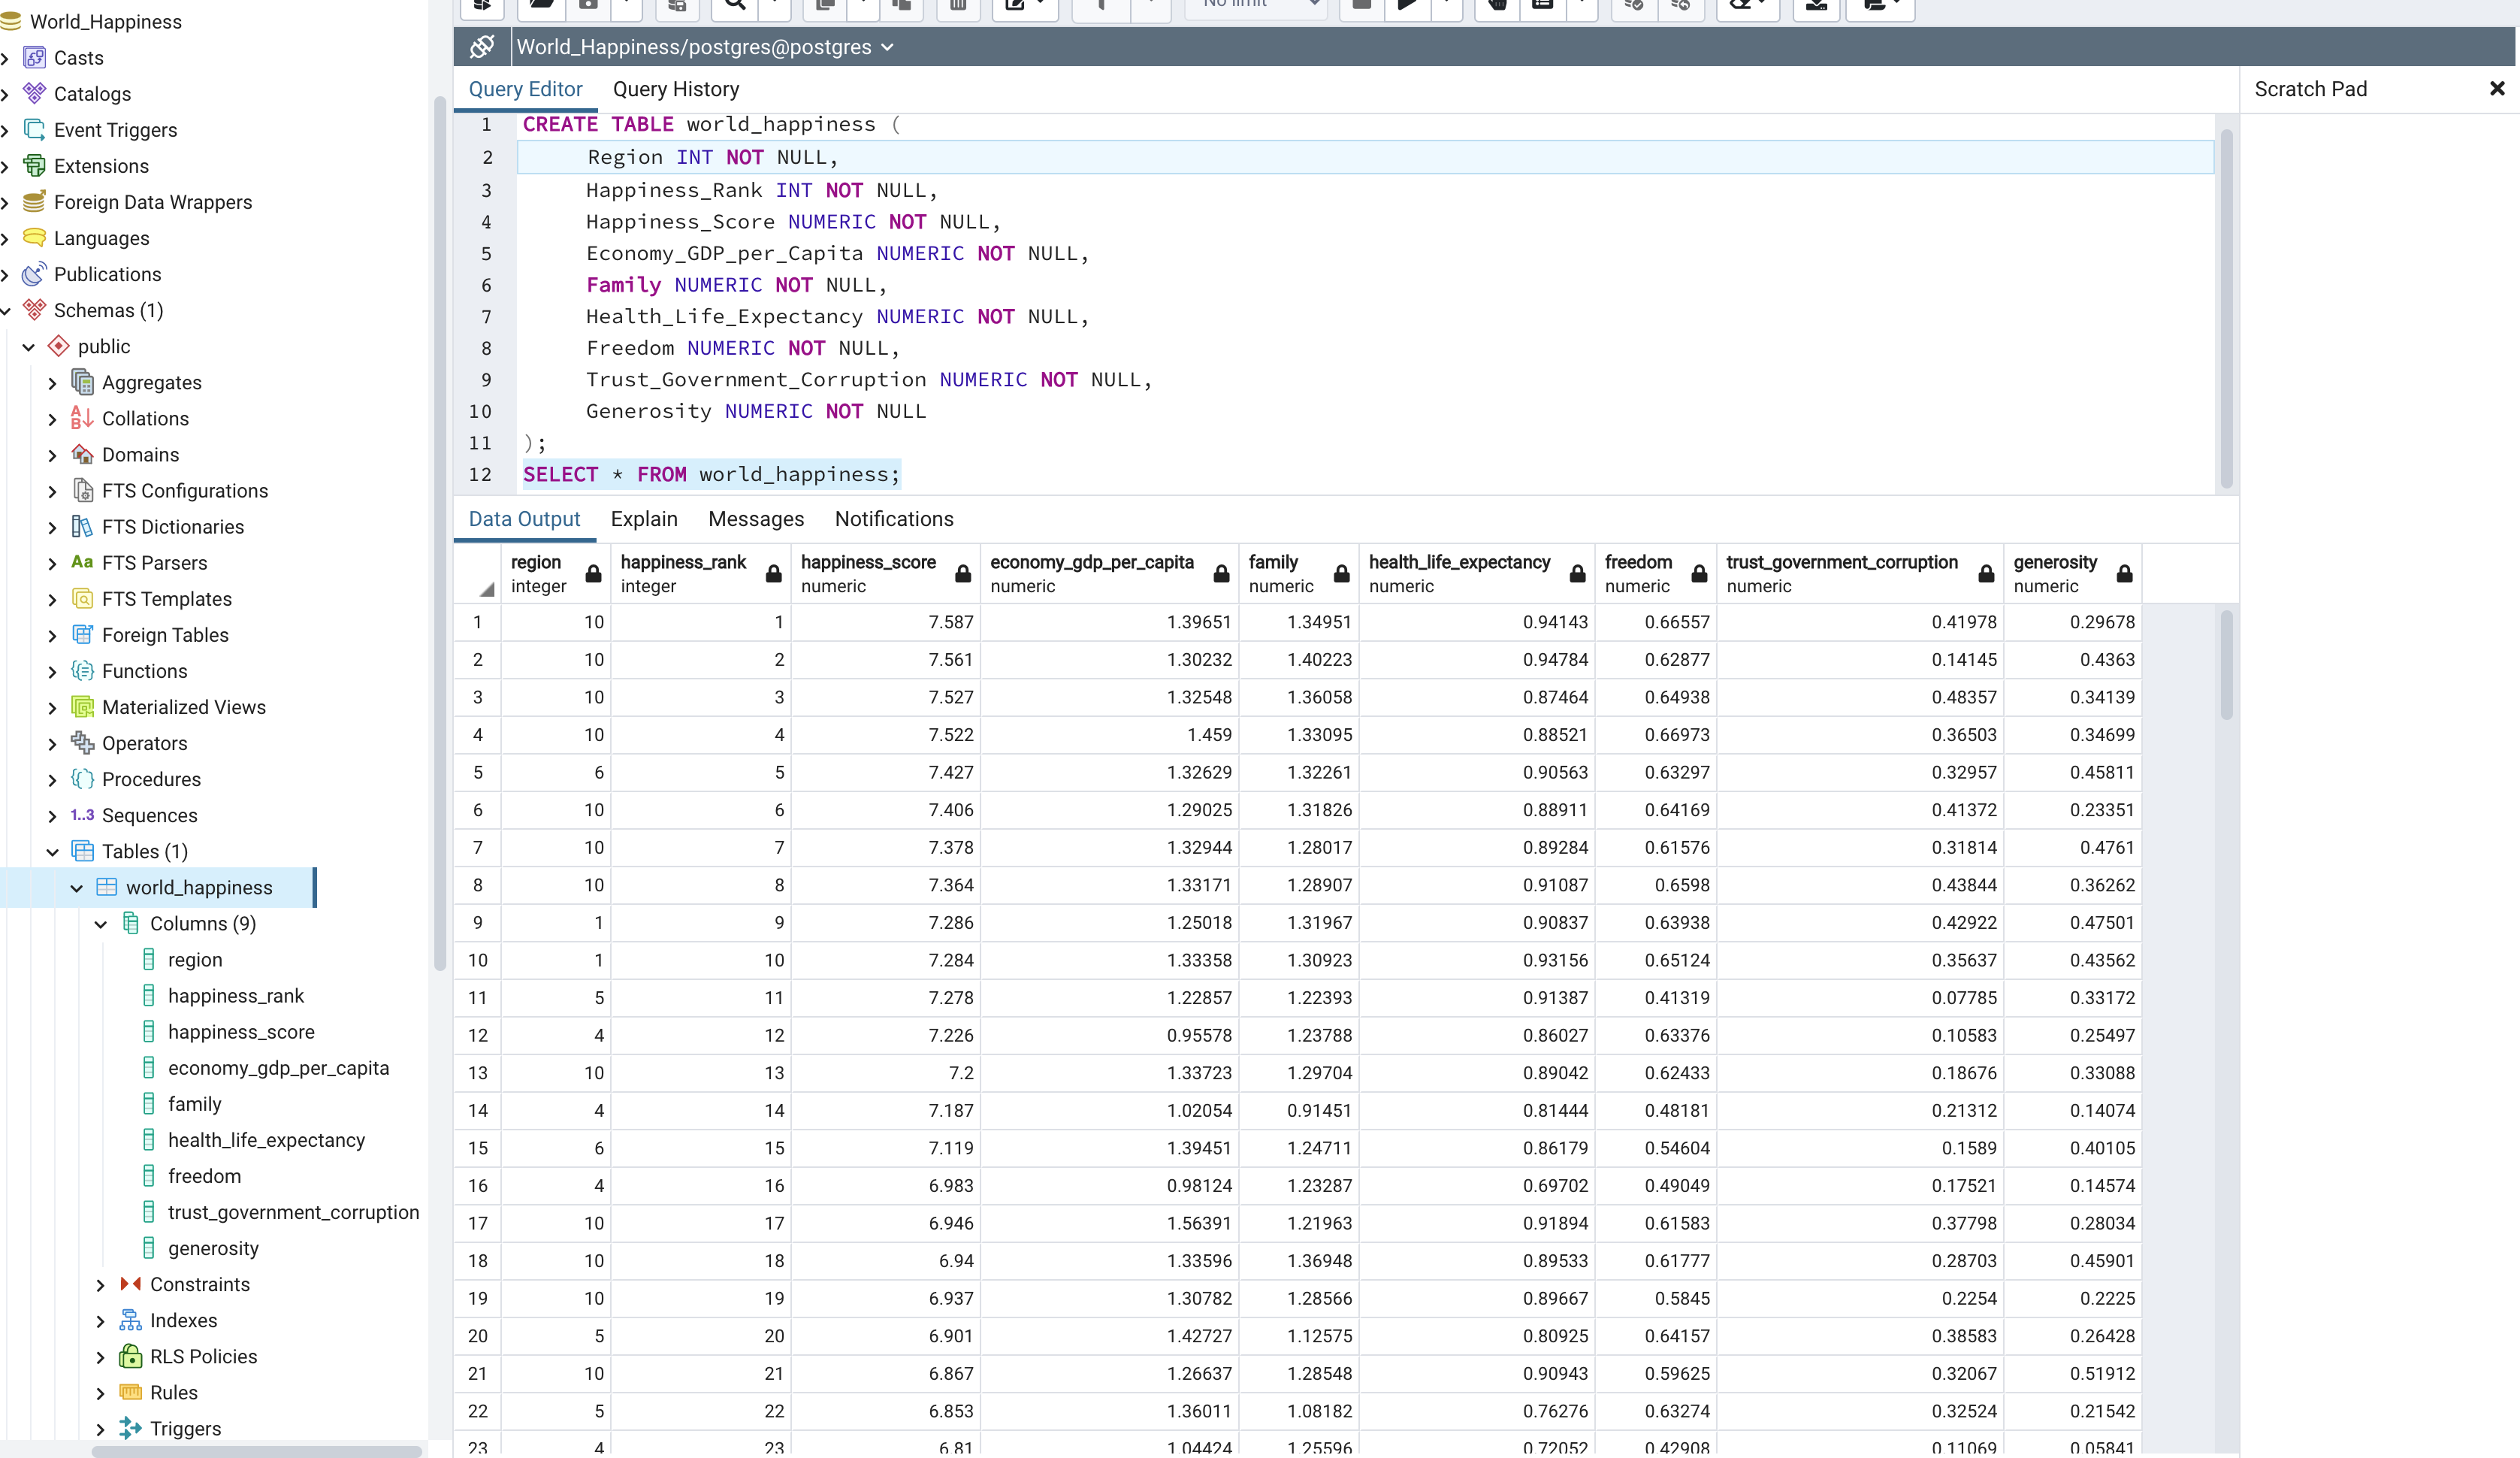 World_Happiness
Casts
Catalogs
Event Triggers
Extensions
Foreign Data Wrappers
Languages
Publications
Schemas (1)
public
Aggregates
Collations
Domains
FTS Configurations
FTS Dictionaries
Aa FTS Parsers
FTS Templates
Foreign Tables
Functions
Materialized Views
Operators
Procedures
1..3 Sequences
Tables (1)
world_happiness
Columns (9)
region
happiness_rank
happiness_score
economy_gdp_per_capita
family
health_life_expectancy
freedom
trust_government_corruption
generosity
Constraints
Indexes
RLS Policies
Rules
Triggers
No limit
World_Happiness/postgres@postgres
Query Editor Query History
Scratch Pad
1 CREATE TABLE world_happiness (
2 Region INT NOT NULL,
3 Happiness_Rank INT NOT NULL,
4 Happiness_Score NUMERIC NOT NULL,
5 Economy_GDP_per_Capita NUMERIC NOT NULL,
6 Family NUMERIC NOT NULL,
7 Health_Life_Expectancy NUMERIC NOT NULL,
8 Freedom NUMERIC NOT NULL,
9 Trust_Government_Corruption NUMERIC NOT NULL,
10 Generosity NUMERIC NOT NULL
11 );
12 SELECT * FROM world_happiness;
Data Output Explain Messages Notifications
region happiness_rank happiness_score economy_gdp_per_capita family health_life_expectancy freedom trust_government_corruption generosity
integer integer numeric numeric numeric numeric numeric numeric numeric
1 10 1 7.587 1.39651 1.34951 0.94143 0.66557 0.41978 0.29678
2 10 2 7.561 1.30232 1.40223 0.94784 0.62877 0.14145 0.4363
3 10 3 7.527 1.32548 1.36058 0.87464 0.64938 0.48357 0.34139
4 10 4 7.522 1.459 1.33095 0.88521 0.66973 0.36503 0.34699
5 6 5 7.427 1.32629 1.32261 0.90563 0.63297 0.32957 0.45811
6 10 6 7.406 1.29025 1.31826 0.88911 0.64169 0.41372 0.23351
7 10 7 7.378 1.32944 1.28017 0.89284 0.61576 0.31814 0.4761
8 10 8 7.364 1.33171 1.28907 0.91087 0.6598 0.43844 0.36262
9 1 9 7.286 1.25018 1.31967 0.90837 0.63938 0.42922 0.47501
10 1 10 7.284 1.33358 1.30923 0.93156 0.65124 0.35637 0.43562
11 5 11 7.278 1.22857 1.22393 0.91387 0.41319 0.07785 0.33172
12 4 12 7.226 0.95578 1.23788 0.86027 0.63376 0.10583 0.25497
13 10 13 7.2 1.33723 1.29704 0.89042 0.62433 0.18676 0.33088
14 4 14 7.187 1.02054 0.91451 0.81444 0.48181 0.21312 0.14074
15 6 15 7.119 1.39451 1.24711 0.86179 0.54604 0.1589 0.40105
16 4 16 6.983 0.98124 1.23287 0.69702 0.49049 0.17521 0.14574
17 10 17 6.946 1.56391 1.21963 0.91894 0.61583 0.37798 0.28034
18 10 18 6.94 1.33596 1.36948 0.89533 0.61777 0.28703 0.45901
19 10 19 6.937 1.30782 1.28566 0.89667 0.5845 0.2254 0.2225
20 5 20 6.901 1.42727 1.12575 0.80925 0.64157 0.38583 0.26428
21 10 21 6.867 1.26637 1.28548 0.90943 0.59625 0.32067 0.51912
22 5 22 6.853 1.36011 1.08182 0.76276 0.63274 0.32524 0.21542
23 4 23 6.81 1.04424 1.25596 0.72052 0.42908 0.11069 0.05841